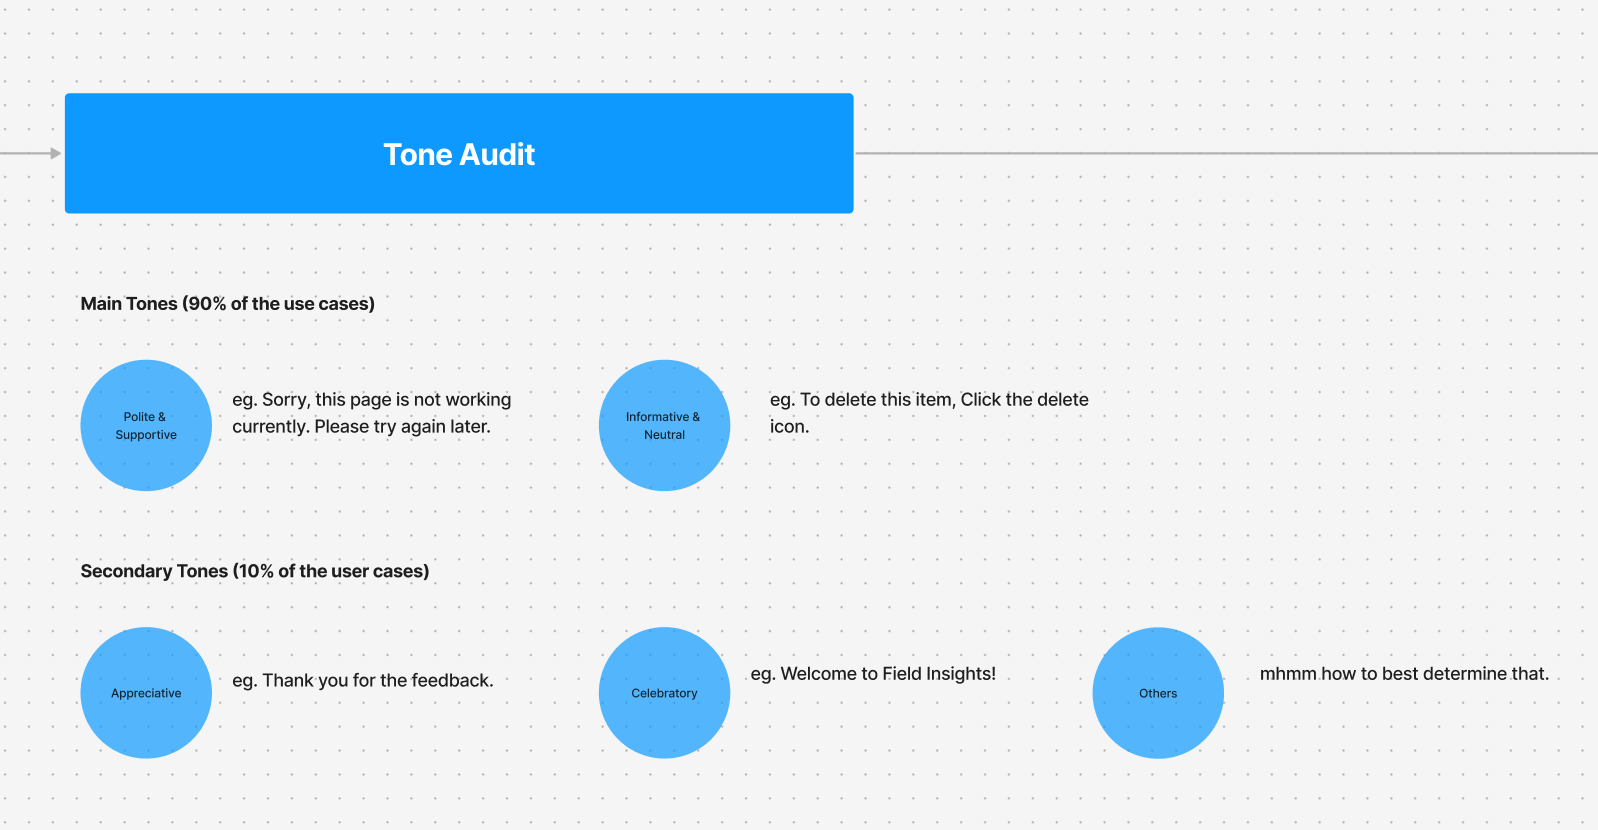 Tone Audit
Main Tones (90% of the use cases)
Polite &
Supportive
eg. Sorry, this page is not working
currently. Please try again later.
Informative &
Neutral
eg. To delete this item, Click the delete
icon.
Secondary Tones (10% of the user cases)
Appreciative
eg. Thank you for the feedback.
Celebratory
eg. Welcome to Field Insights!
Others
mhmm how to best determine that.